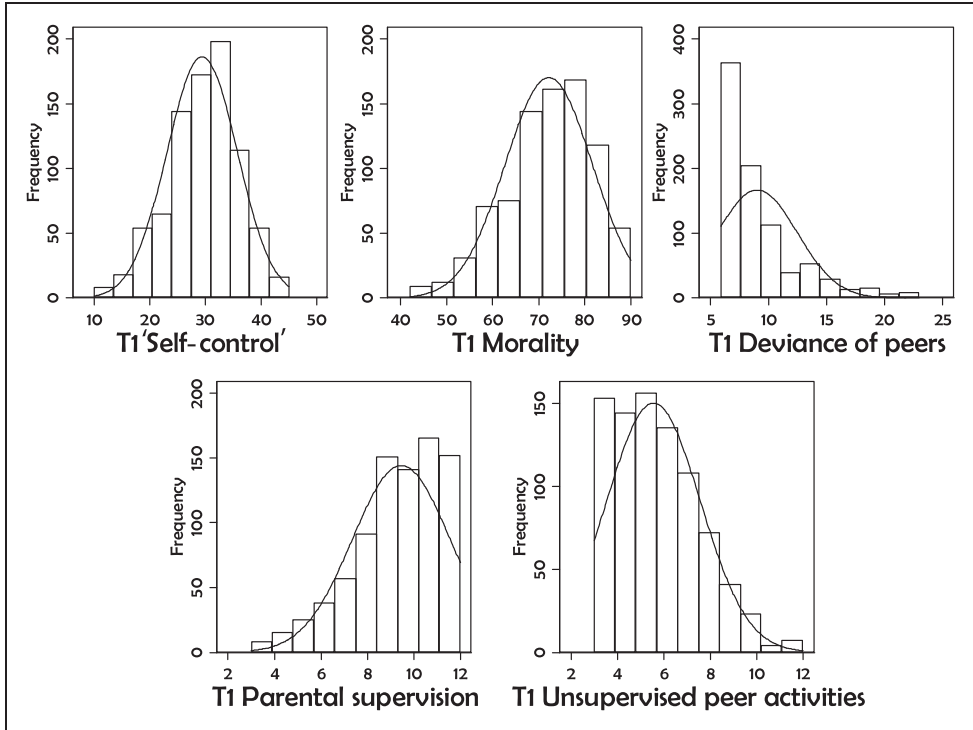 Frequency
0 50 100 150 200
10 20 30 40 50
T1 'Self-control'
Frequency
0 50 100 150 200
40 50 60 70 80 90
T1 Morality
Frequency
0 100 200 300 400
5 10 15 20 25
T1 Deviance of peers
Frequency
0 50 100 150 200
2 4 6 8 10 12
T1 Parental supervision
Frequency
0 50 100 150
2 4 6 8 10 12
T1 Unsupervised peer activities